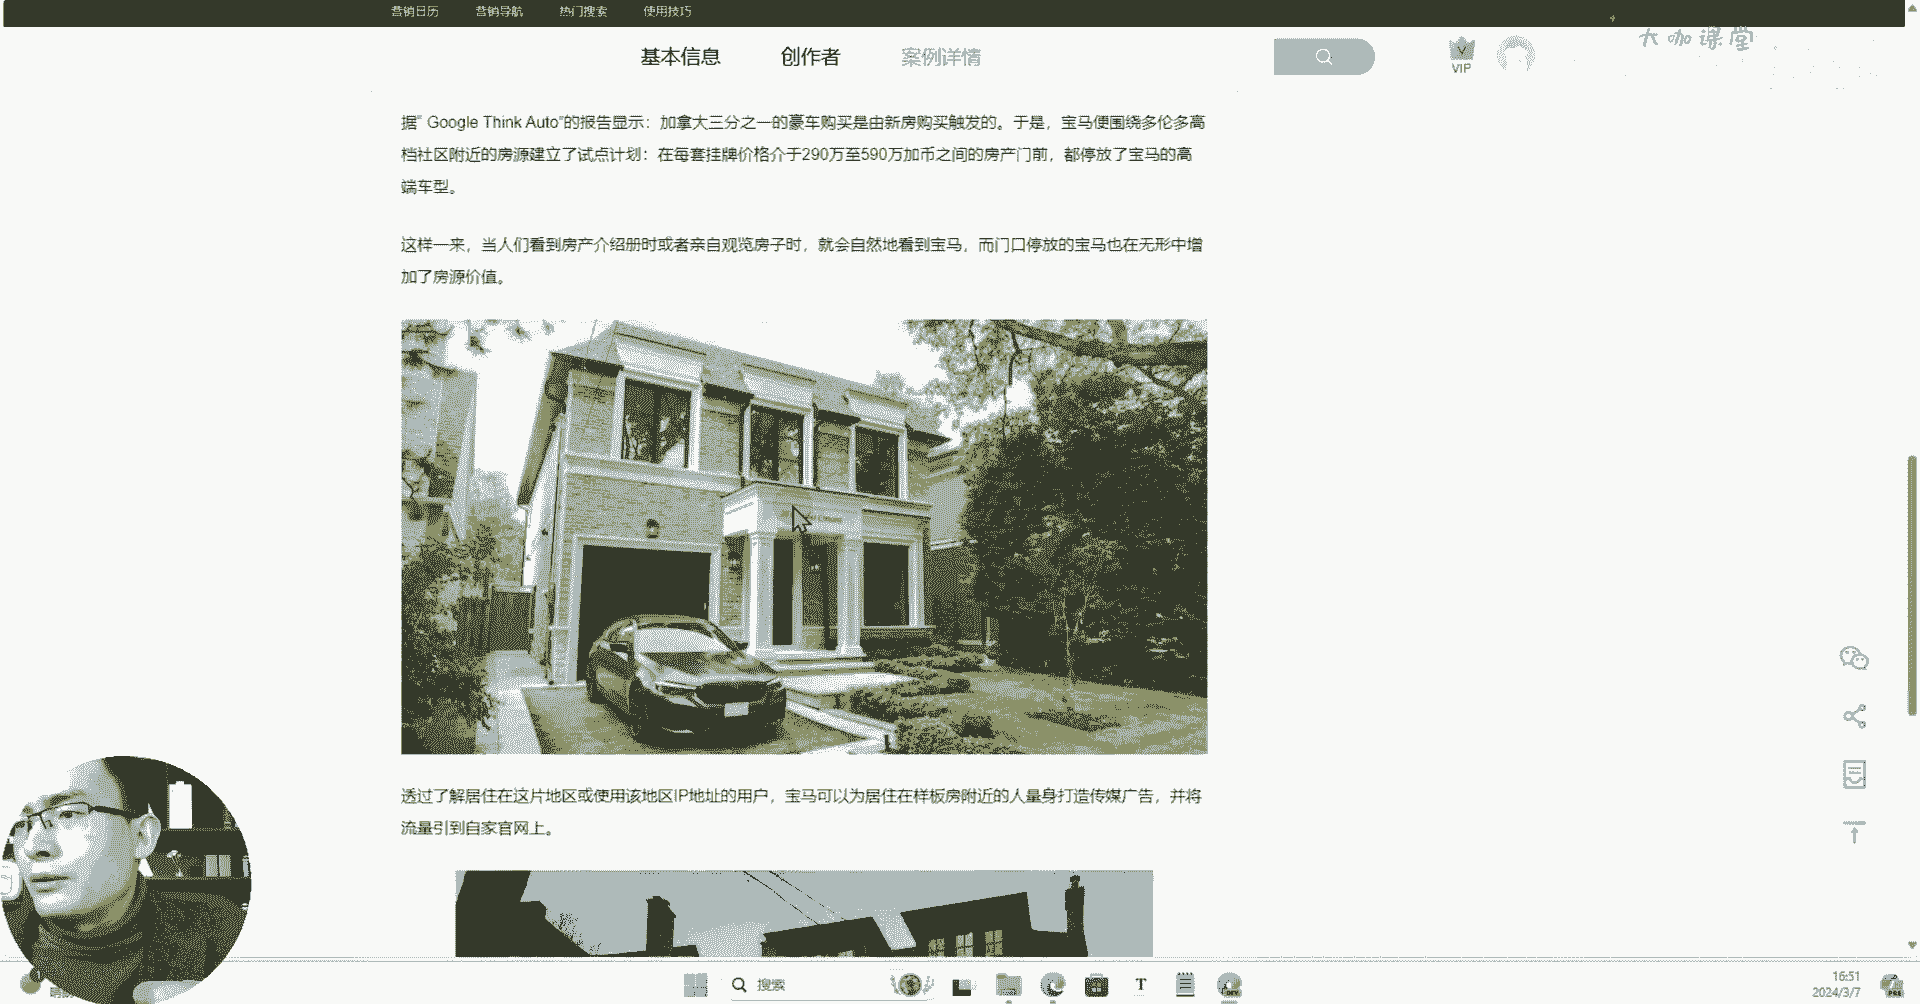 营销日历 营销导航 热门搜索 使用技巧
大咖课堂
基本信息 创作者 案例详情
VIP
据" Google Think Auto"的报告显示：加拿大三分之一的豪车购买是由新房购买触发的。于是，宝马便围绕多伦多高
档社区附近的房源建立了试点计划：在每套挂牌价格介于290万至590万加币之间的房产门前，都停放了宝马的高
端车型。
这样一来，当人们看到房产介绍册时或者亲自观览房子时，就会自然地看到宝马，而门口停放的宝马也在无形中增
加了房源价值。
透过了解居住在这片地区或使用该地区IP地址的用户，宝马可以为居住在样板房附近的人量身打造传媒广告，并将
流量引到自家官网上。
搜索
16:51
2024/3/7